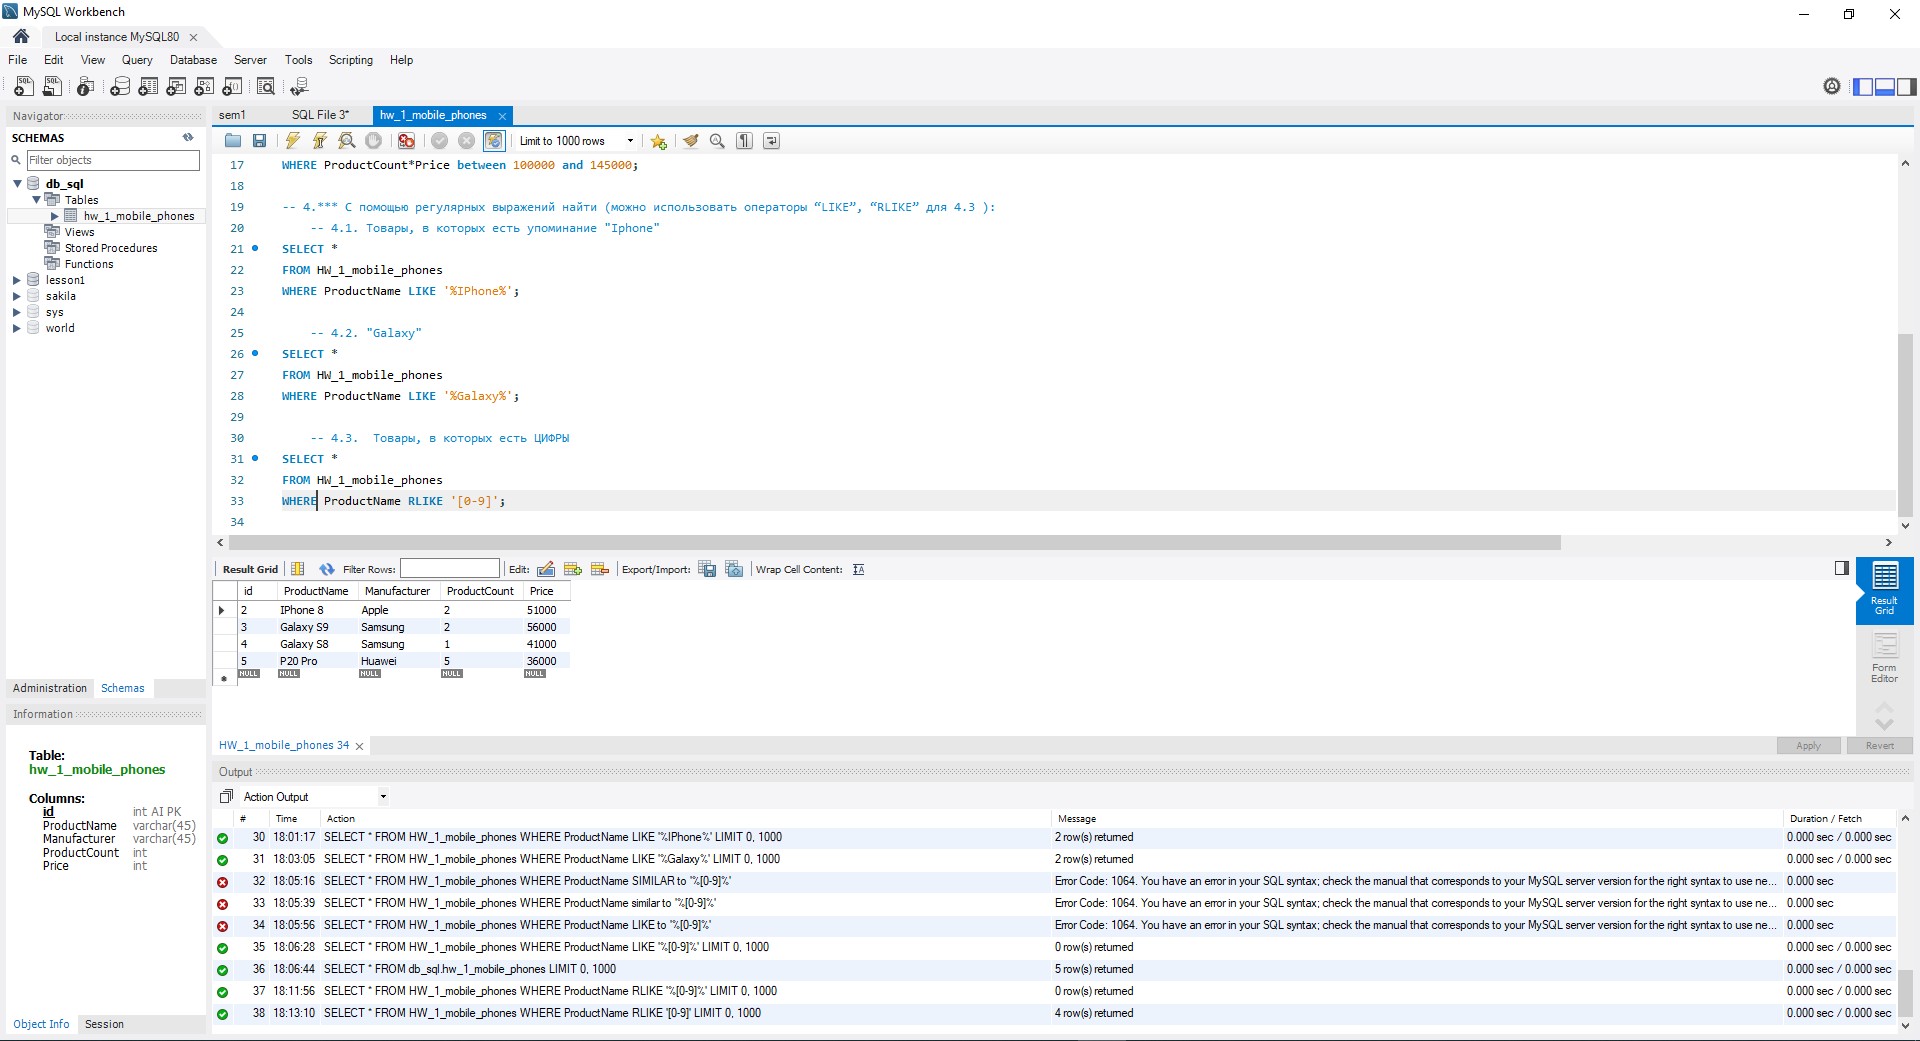 MySQL Workbench
Local instance MySQL80
File Edit View Query Database Server Tools Scripting Help
Navigator
SCHEMAS
Filter objects
db_sql
Tables
hw_1_mobile_phones
Views
Stored Procedures
Functions
lesson1
sakila
sys
world
Administration Schemas
Information
Table:
hw_1_mobile_phones
Columns:
id int AI PK
ProductName varchar(45)
Manufacturer varchar(45)
ProductCount int
Price int
Object Info Session
sem1 SQL File 3* hw_1_mobile_phones
Limit to 1000 rows
17 WHERE ProductCount*Price between 100000 and 145000;
18
19 -- 4.*** С помощью регулярных выражений найти (можно использовать операторы “LIKE”, “RLIKE” для 4.3 ):
20 -- 4.1. Товары, в которых есть упоминание "Iphone"
21 SELECT *
22 FROM HW_1_mobile_phones
23 WHERE ProductName LIKE '%IPhone%';
24
25 -- 4.2. "Galaxy"
26 SELECT *
27 FROM HW_1_mobile_phones
28 WHERE ProductName LIKE '%Galaxy%';
29
30 -- 4.3.  Товары, в которых есть ЦИФРЫ
31 SELECT *
32 FROM HW_1_mobile_phones
33 WHERE ProductName RLIKE '[0-9]';
34
Result Grid Filter Rows: Edit: Export/Import: Wrap Cell Content:
id ProductName Manufacturer ProductCount Price
2 IPhone 8 Apple 2 51000
3 Galaxy S9 Samsung 2 56000
4 Galaxy S8 Samsung 1 41000
5 P20 Pro Huawei 5 36000
NULL NULL NULL NULL NULL
Result Grid
Form Editor
HW_1_mobile_phones 34
Apply Revert
Output
Action Output
# Time Action Message Duration / Fetch
30 18:01:17 SELECT * FROM HW_1_mobile_phones WHERE ProductName LIKE '%IPhone%' LIMIT 0, 1000 2 row(s) returned 0.000 sec / 0.000 sec
31 18:03:05 SELECT * FROM HW_1_mobile_phones WHERE ProductName LIKE '%Galaxy%' LIMIT 0, 1000 2 row(s) returned 0.000 sec / 0.000 sec
32 18:05:16 SELECT * FROM HW_1_mobile_phones WHERE ProductName SIMILAR to '%[0-9]%' Error Code: 1064. You have an error in your SQL syntax; check the manual that corresponds to your MySQL server version for the right syntax to use ne... 0.000 sec
33 18:05:39 SELECT * FROM HW_1_mobile_phones WHERE ProductName similar to '%[0-9]%' Error Code: 1064. You have an error in your SQL syntax; check the manual that corresponds to your MySQL server version for the right syntax to use ne... 0.000 sec
34 18:05:56 SELECT * FROM HW_1_mobile_phones WHERE ProductName LIKE to '%[0-9]%' Error Code: 1064. You have an error in your SQL syntax; check the manual that corresponds to your MySQL server version for the right syntax to use ne... 0.000 sec
35 18:06:28 SELECT * FROM HW_1_mobile_phones WHERE ProductName LIKE '%[0-9]%' LIMIT 0, 1000 0 row(s) returned 0.000 sec / 0.000 sec
36 18:06:44 SELECT * FROM db_sql.hw_1_mobile_phones LIMIT 0, 1000 5 row(s) returned 0.000 sec / 0.000 sec
37 18:11:56 SELECT * FROM HW_1_mobile_phones WHERE ProductName RLIKE '%[0-9]%' LIMIT 0, 1000 0 row(s) returned 0.000 sec / 0.000 sec
38 18:13:10 SELECT * FROM HW_1_mobile_phones WHERE ProductName RLIKE '[0-9]' LIMIT 0, 1000 4 row(s) returned 0.000 sec / 0.000 sec